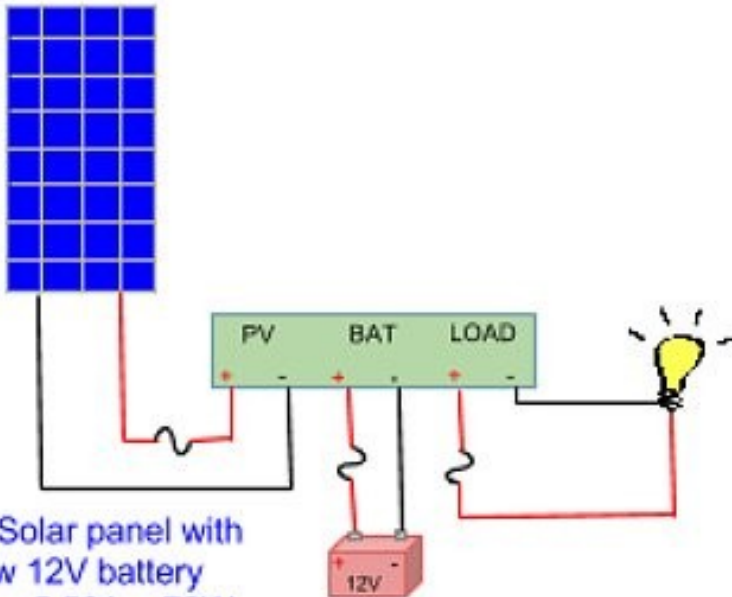 PV BAT LOAD
+ - + - + -
Solar panel with
12V battery
+ -
12V